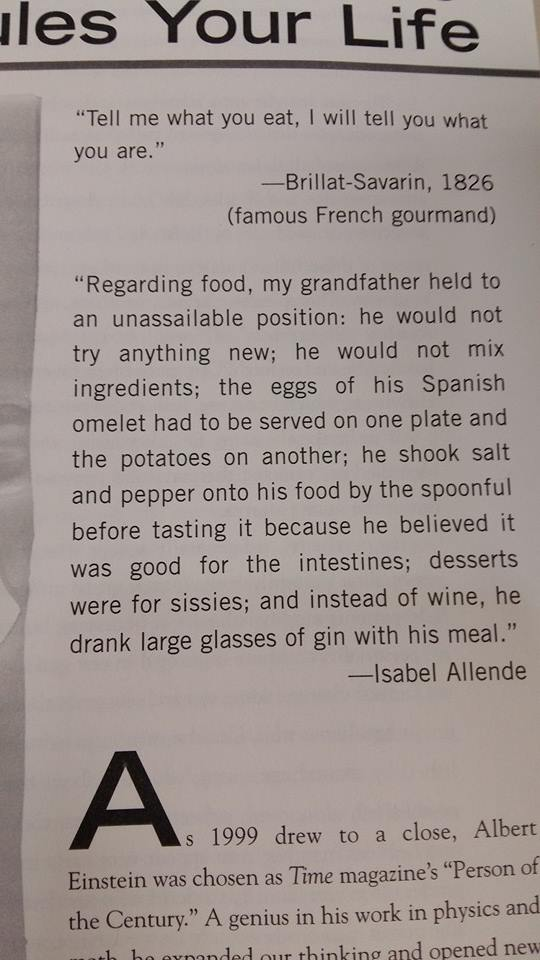 Your Life
“Tell me what you eat, I will tell you what
you are.”
—Brillat-Savarin, 1826
(famous French gourmand)
“Regarding food, my grandfather held to
an unassailable position: he would not
try anything new; he would not mix
ingredients; the eggs of his Spanish
omelet had to be served on one plate and
the potatoes on another; he shook salt
and pepper onto his food by the spoonful
before tasting it because he believed it
was good for the intestines; desserts
were for sissies; and instead of wine, he
drank large glasses of gin with his meal.”
—Isabel Allende
As 1999 drew to a close, Albert
Einstein was chosen as Time magazine’s “Person of
the Century.” A genius in his work in physics and
he expanded our thinking and opened new